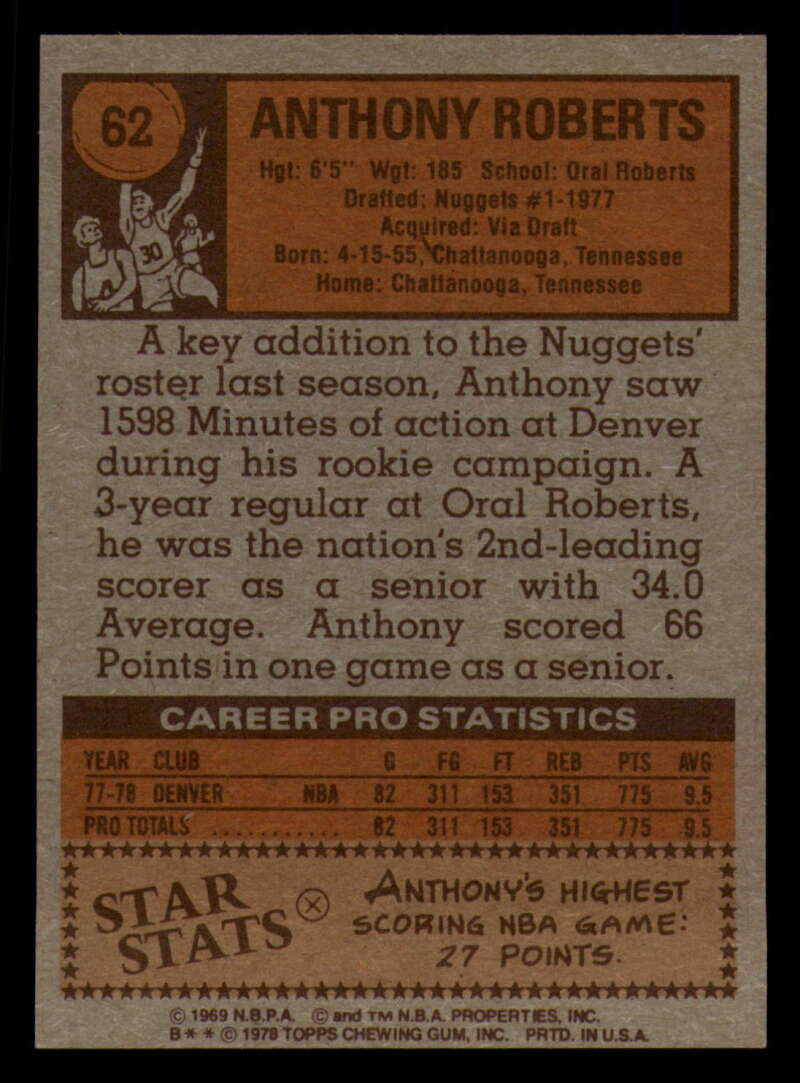 62
ANTHONY ROBERTS
Hgt: 6'5" Wgt: 185 School: Oral Roberts
Drafted: Nuggets #1-1977
Acquired: Via Draft
Born: 4-15-55, Chattanooga, Tennessee
Home: Chattanooga, Tennessee
30
A key addition to the Nuggets'
roster last season, Anthony saw
1598 Minutes of action at Denver
during his rookie campaign. A
3-year regular at Oral Roberts,
he was the nation's 2nd-leading
scorer as a senior with 34.0
Average. Anthony scored 66
Points in one game as a senior.
CAREER PRO STATISTICS
YEAR CLUB G FG FT REB PTS AVG
77-78 DENVER NBA 82 311 153 351 775 9.5
PRO TOTALS ........... 82 311 153 351 775 9.5
STAR STATS
ANTHONY'S HIGHEST
SCORING NBA GAME:
27 POINTS.
© 1969 N.B.P.A. © and TM N.B.A. PROPERTIES, INC.
B* * © 1978 TOPPS CHEWING GUM, INC. PRTD. IN U.S.A.